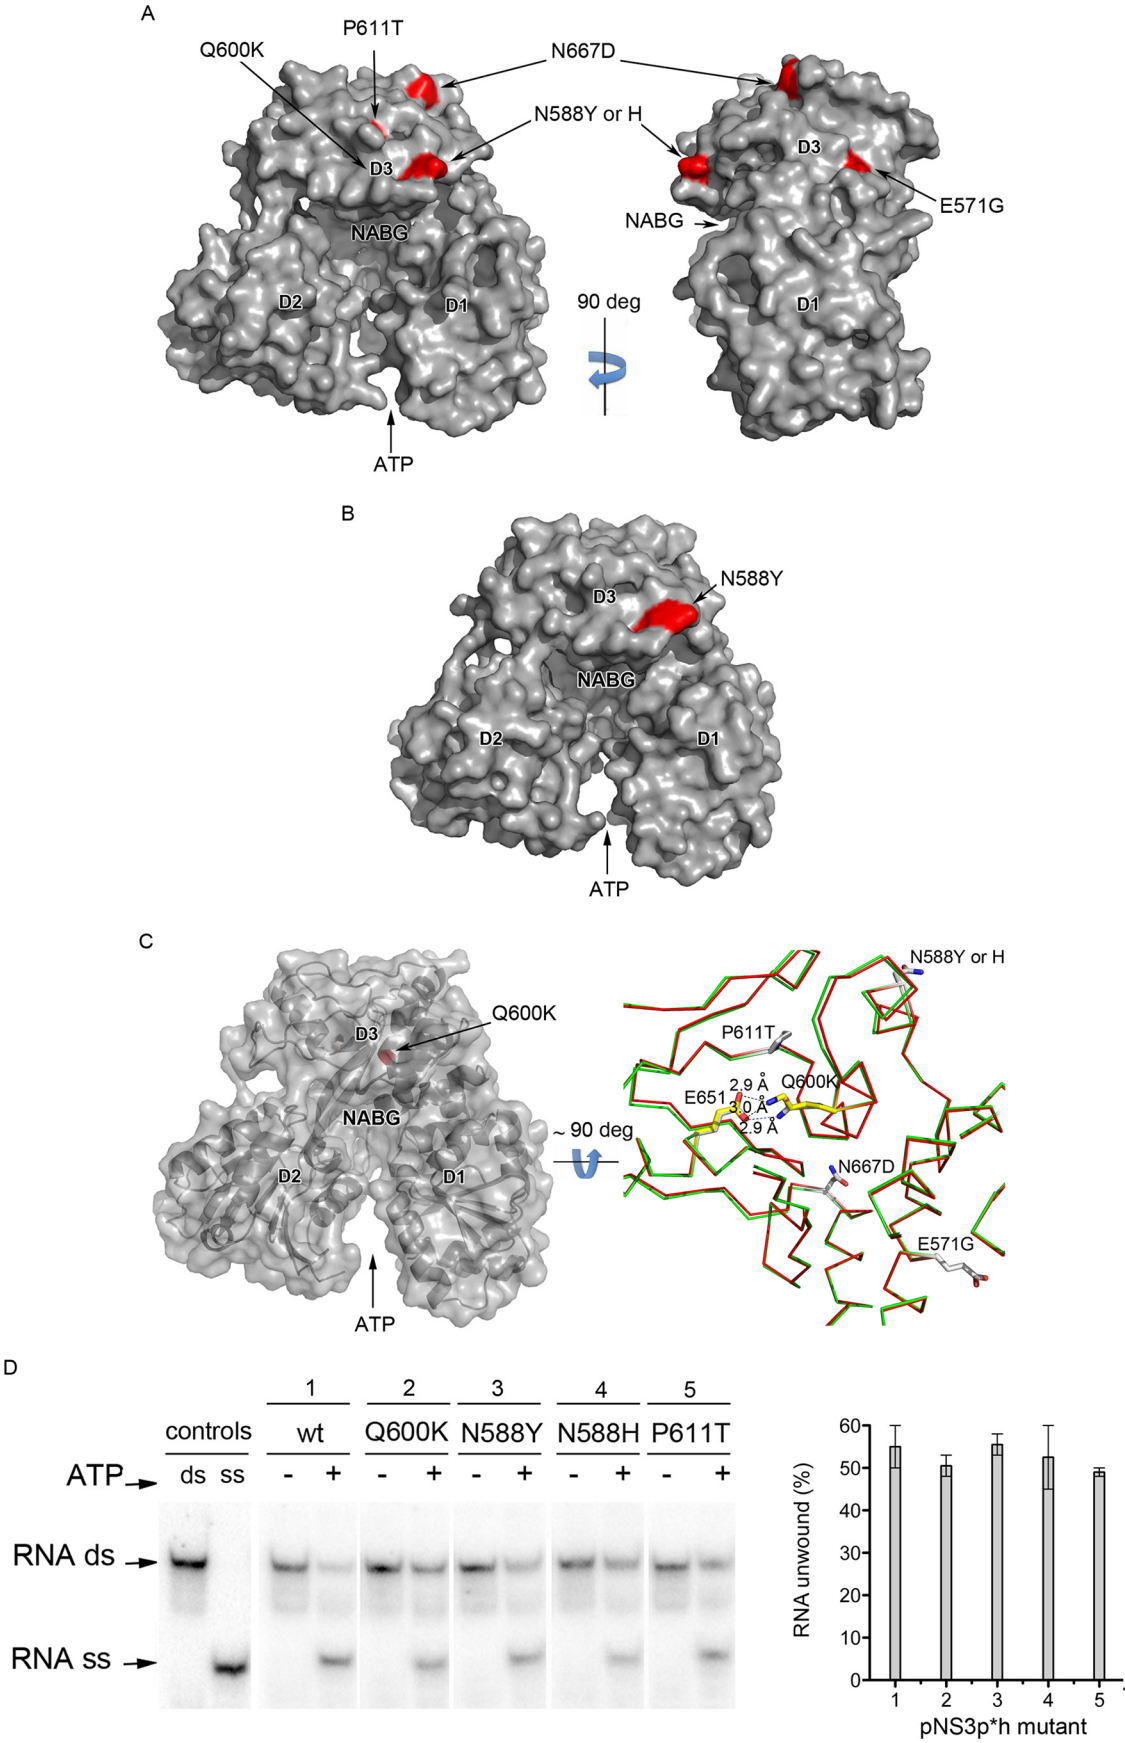 A
P611T
Q600K
N667D
N588Y or H
D3
D3
E571G
NABG
NABG
D2
D1
D1
90 deg
ATP
B
N588Y
D3
NABG
D2
D1
ATP
C
N588Y or H
Q600K
D3
P611T
2.9 Å
Q600K
E651
3.0 Å
2.9 Å
NABG
~ 90 deg
D2
D1
N667D
E571G
ATP
D
1 2 3 4 5
controls wt Q600K N588Y N588H P611T
ATP ds ss - + - + - + - + - +
RNA ds
RNA ss
60
50
40
30
20
10
0
RNA unwound (%)
1 2 3 4 5
pNS3p*h mutant